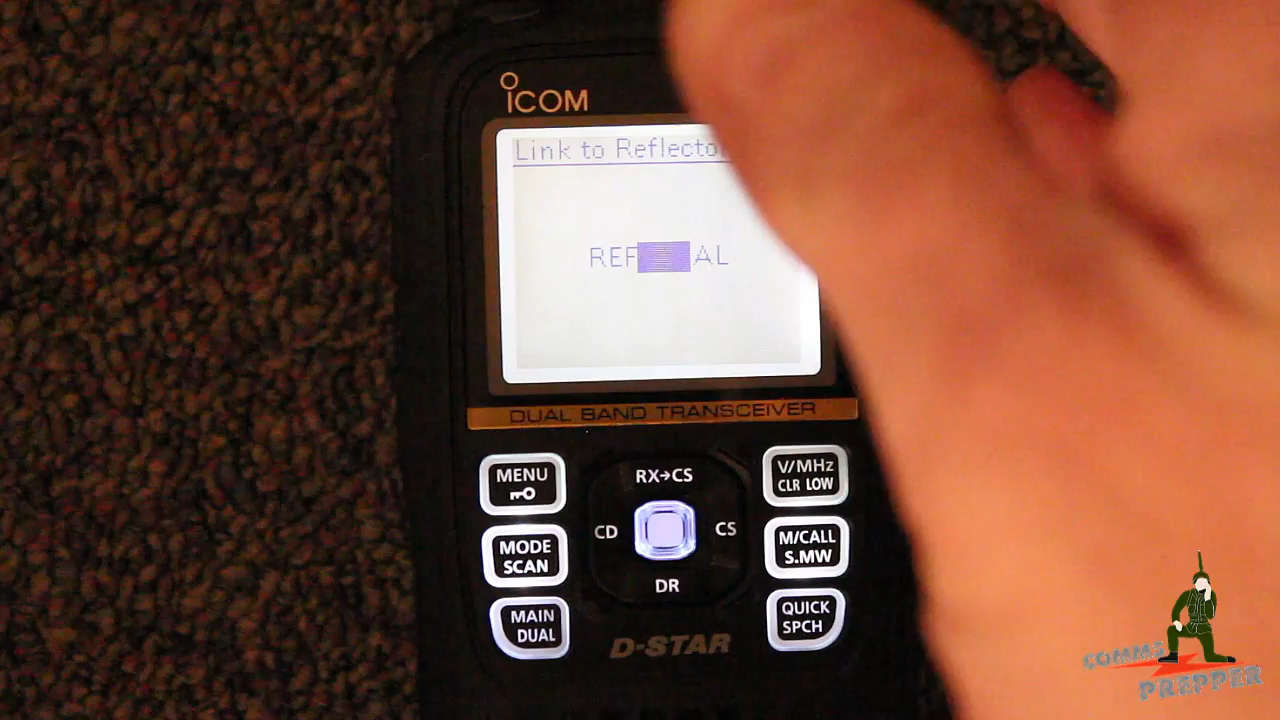 iCOM
Link to Reflecto
REF AL
DUAL BAND TRANSCEIVER
MENU
RX→CS
V/MHz
CLR LOW
CD
CS
MODE
SCAN
M/CALL
S.MW
DR
MAIN
DUAL
QUICK
SPCH
D-STAR
COMMS
PREPPER